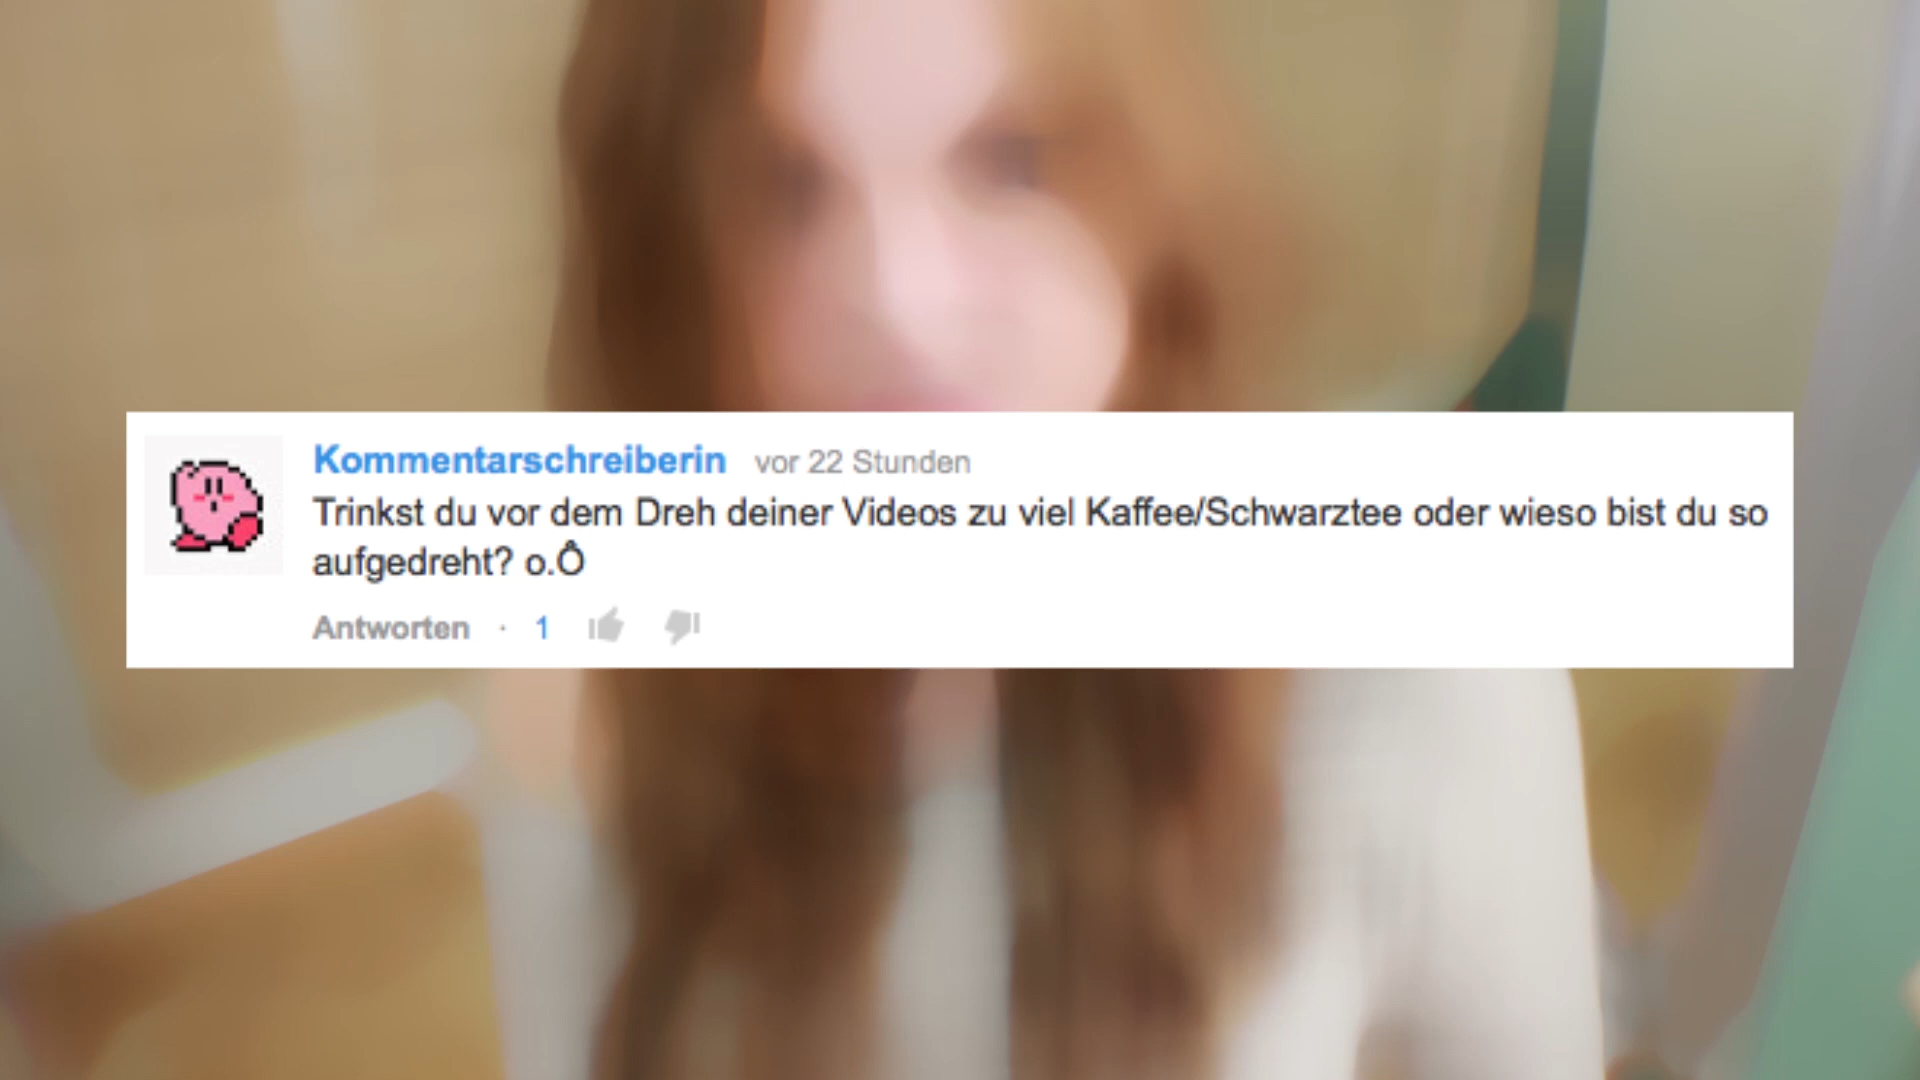 Kommentarschreiberin vor 22 Stunden
Trinkst du vor dem Dreh deiner Videos zu viel Kaffee/Schwarztee oder wieso bist du so
aufgedreht? o.Ô
Antworten · 1